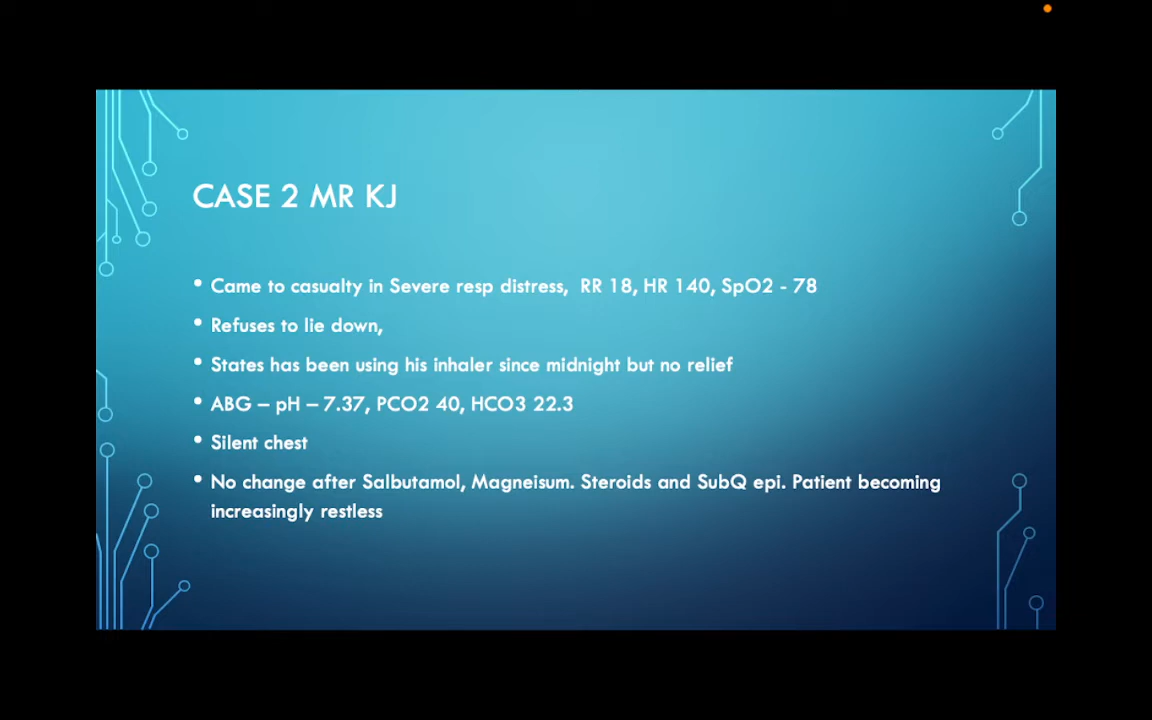 CASE 2 MR KJ
• Came to casualty in Severe resp distress, RR 18, HR 140, SpO2 - 78
• Refuses to lie down,
• States has been using his inhaler since midnight but no relief
• ABG – pH – 7.37, PCO2 40, HCO3 22.3
• Silent chest
• No change after Salbutamol, Magneisum. Steroids and SubQ epi. Patient becoming
increasingly restless